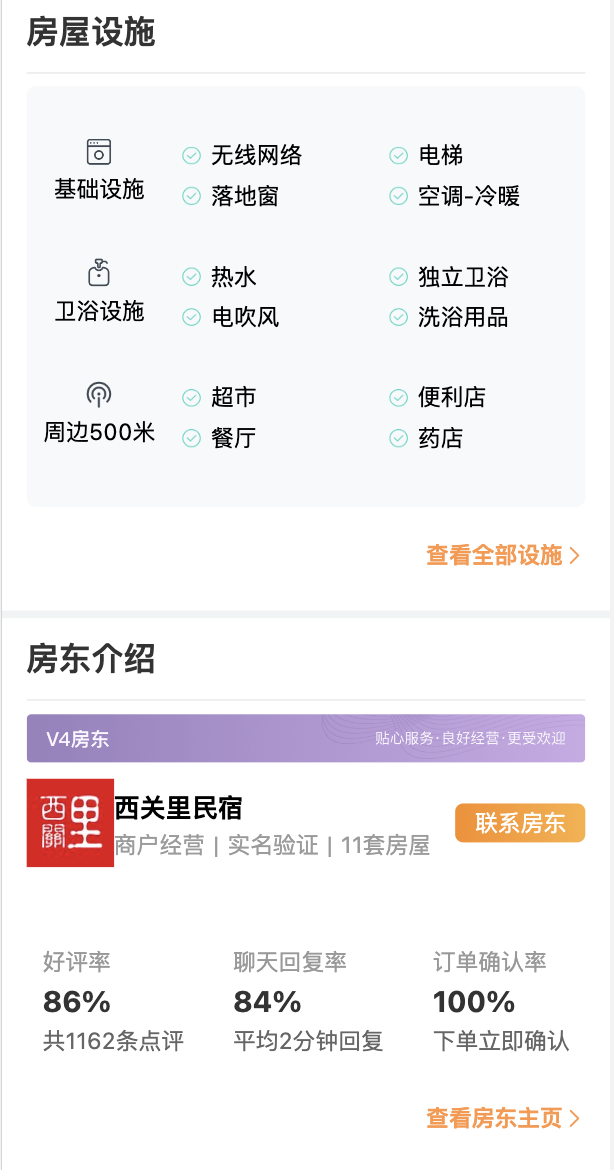 房屋设施
基础设施
无线网络
电梯
落地窗
空调-冷暖
卫浴设施
热水
独立卫浴
电吹风
洗浴用品
周边500米
超市
便利店
餐厅
药店
查看全部设施
房东介绍
V4房东
贴心服务·良好经营·更受欢迎
西關里
西关里民宿
商户经营 | 实名验证 | 11套房屋
联系房东
好评率
聊天回复率
订单确认率
86%
84%
100%
共1162条点评
平均2分钟回复
下单立即确认
查看房东主页